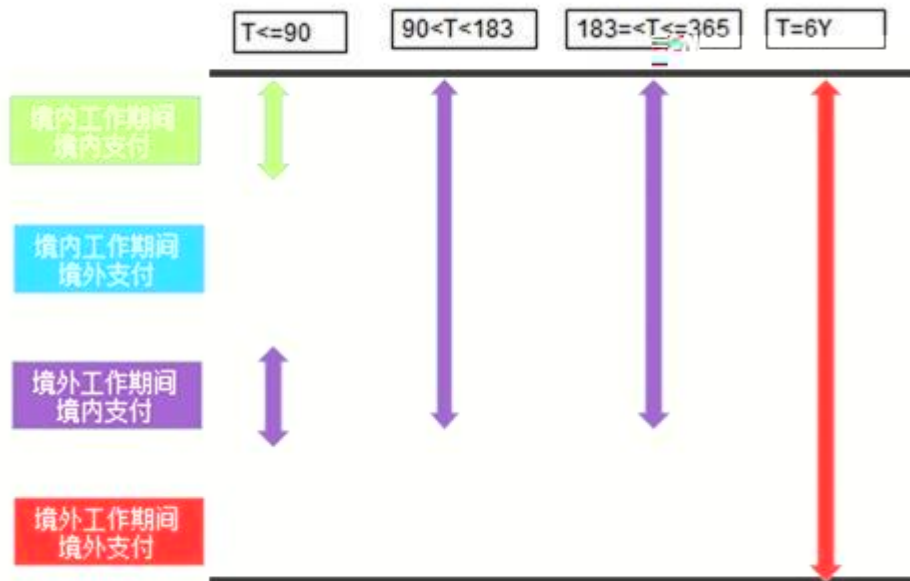 T<=90
90<T<183
183=<T<=365
T=6Y
境内工作期间
境内支付
境内工作期间
境外支付
境外工作期间
境内支付
境外工作期间
境外支付